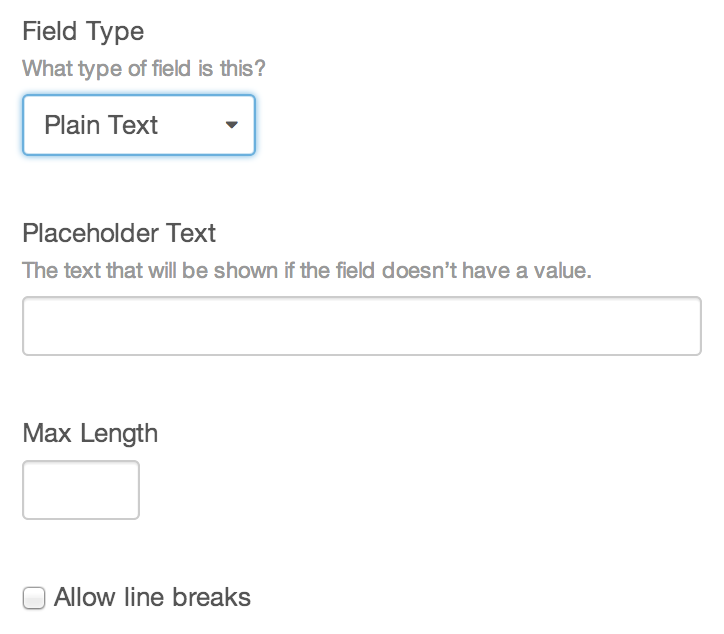 Field Type
What type of field is this?
Plain Text
Placeholder Text
The text that will be shown if the field doesn’t have a value.
Max Length
Allow line breaks